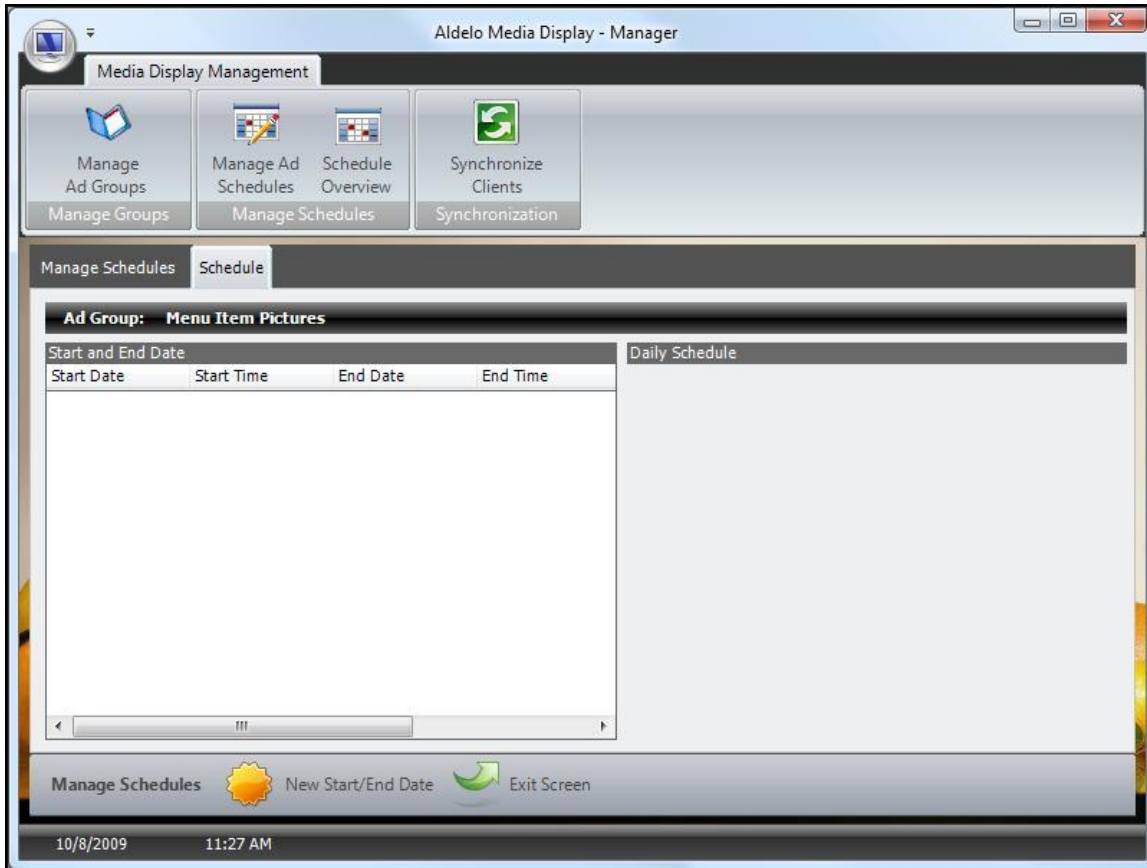 Aldelo Media Display - Manager
Media Display Management
Manage Ad Groups
Manage Ad Schedules
Schedule Overview
Synchronize Clients
Manage Groups
Manage Schedules
Synchronization
Manage Schedules
Schedule
Ad Group: Menu Item Pictures
Start and End Date
Daily Schedule
Start Date Start Time End Date End Time
Manage Schedules New Start/End Date Exit Screen
10/8/2009 11:27 AM